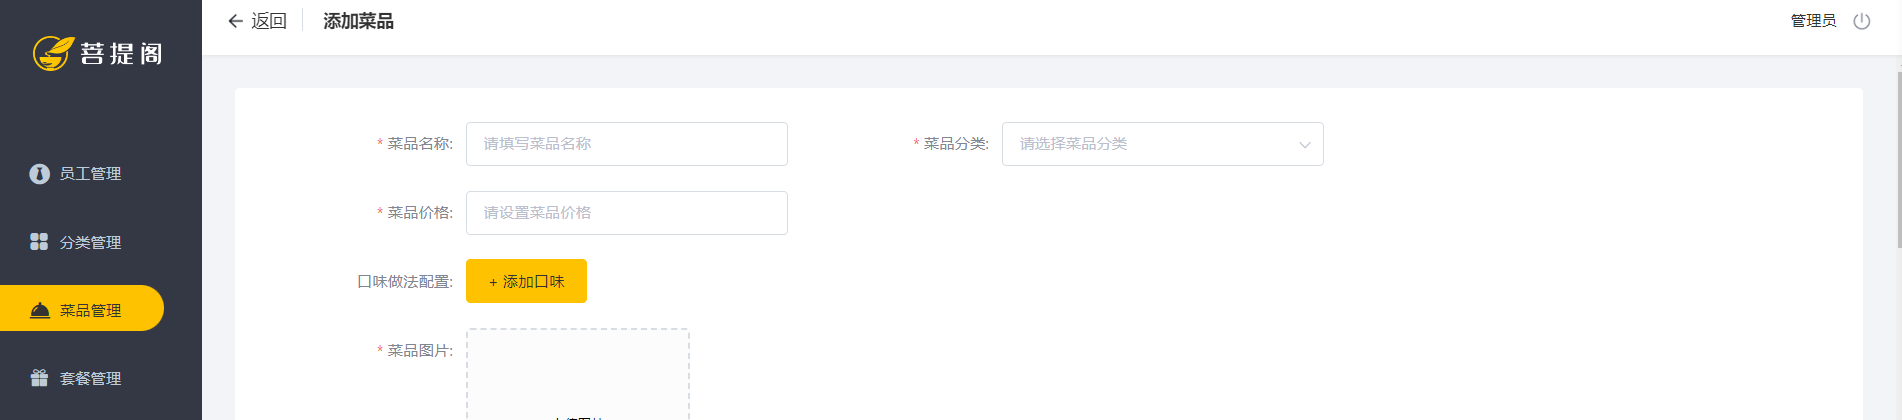 返回 添加菜品 管理员
菩提阁
员工管理
分类管理
菜品管理
套餐管理
* 菜品名称: 请填写菜品名称
* 菜品分类: 请选择菜品分类
* 菜品价格: 请设置菜品价格
口味做法配置: + 添加口味
* 菜品图片: